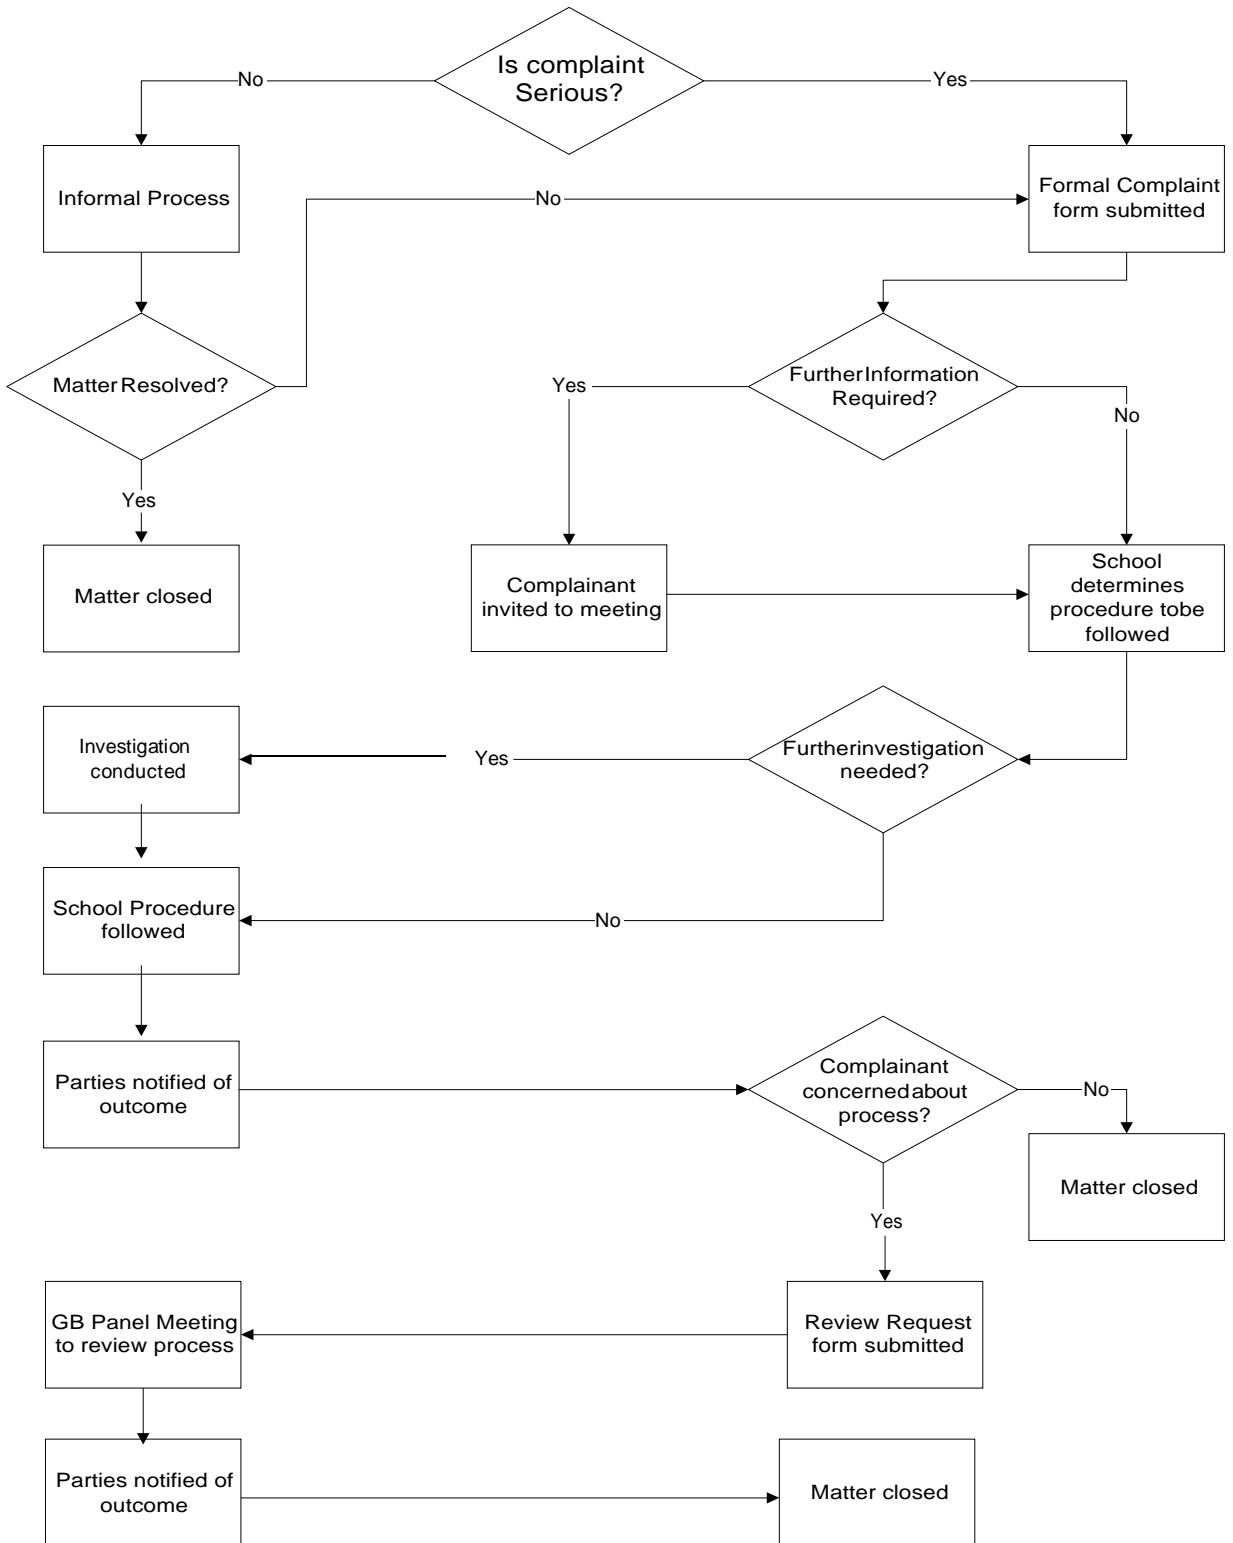 Is complaint
Serious?
No
Yes
Informal Process
No
Formal Complaint
form submitted
Matter Resolved?
Yes
Further Information
Required?
No
Yes
Matter closed
Complainant
invited to meeting
School
determines
procedure tobe
followed
Investigation
conducted
Yes
Furtherinvestigation
needed?
School Procedure
followed
No
Parties notified of
outcome
Complainant
concernedabout
process?
No
Matter closed
Yes
GB Panel Meeting
to review process
Review Request
form submitted
Parties notified of
outcome
Matter closed